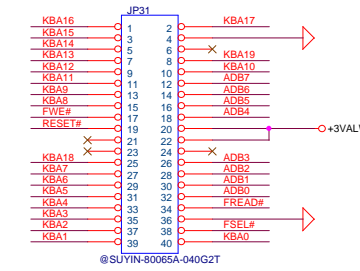 JP31
KBA16 1 2 KBA17
KBA15 3 4
KBA14 5 6
KBA13 7 8 KBA19
KBA12 9 10 KBA10
KBA11 11 12 ADB7
KBA9 13 14 ADB6
KBA8 15 16 ADB5
FWE# 17 18 ADB4
RESET# 19 20 +3VALW
21 22
23 24
KBA18 25 26 ADB3
KBA7 27 28 ADB2
KBA6 29 30 ADB1
KBA5 31 32 ADB0
KBA4 33 34 FREAD#
KBA3 35 36
KBA2 37 38 FSEL#
KBA1 39 40 KBA0
@SUYIN-80065A-040G2T